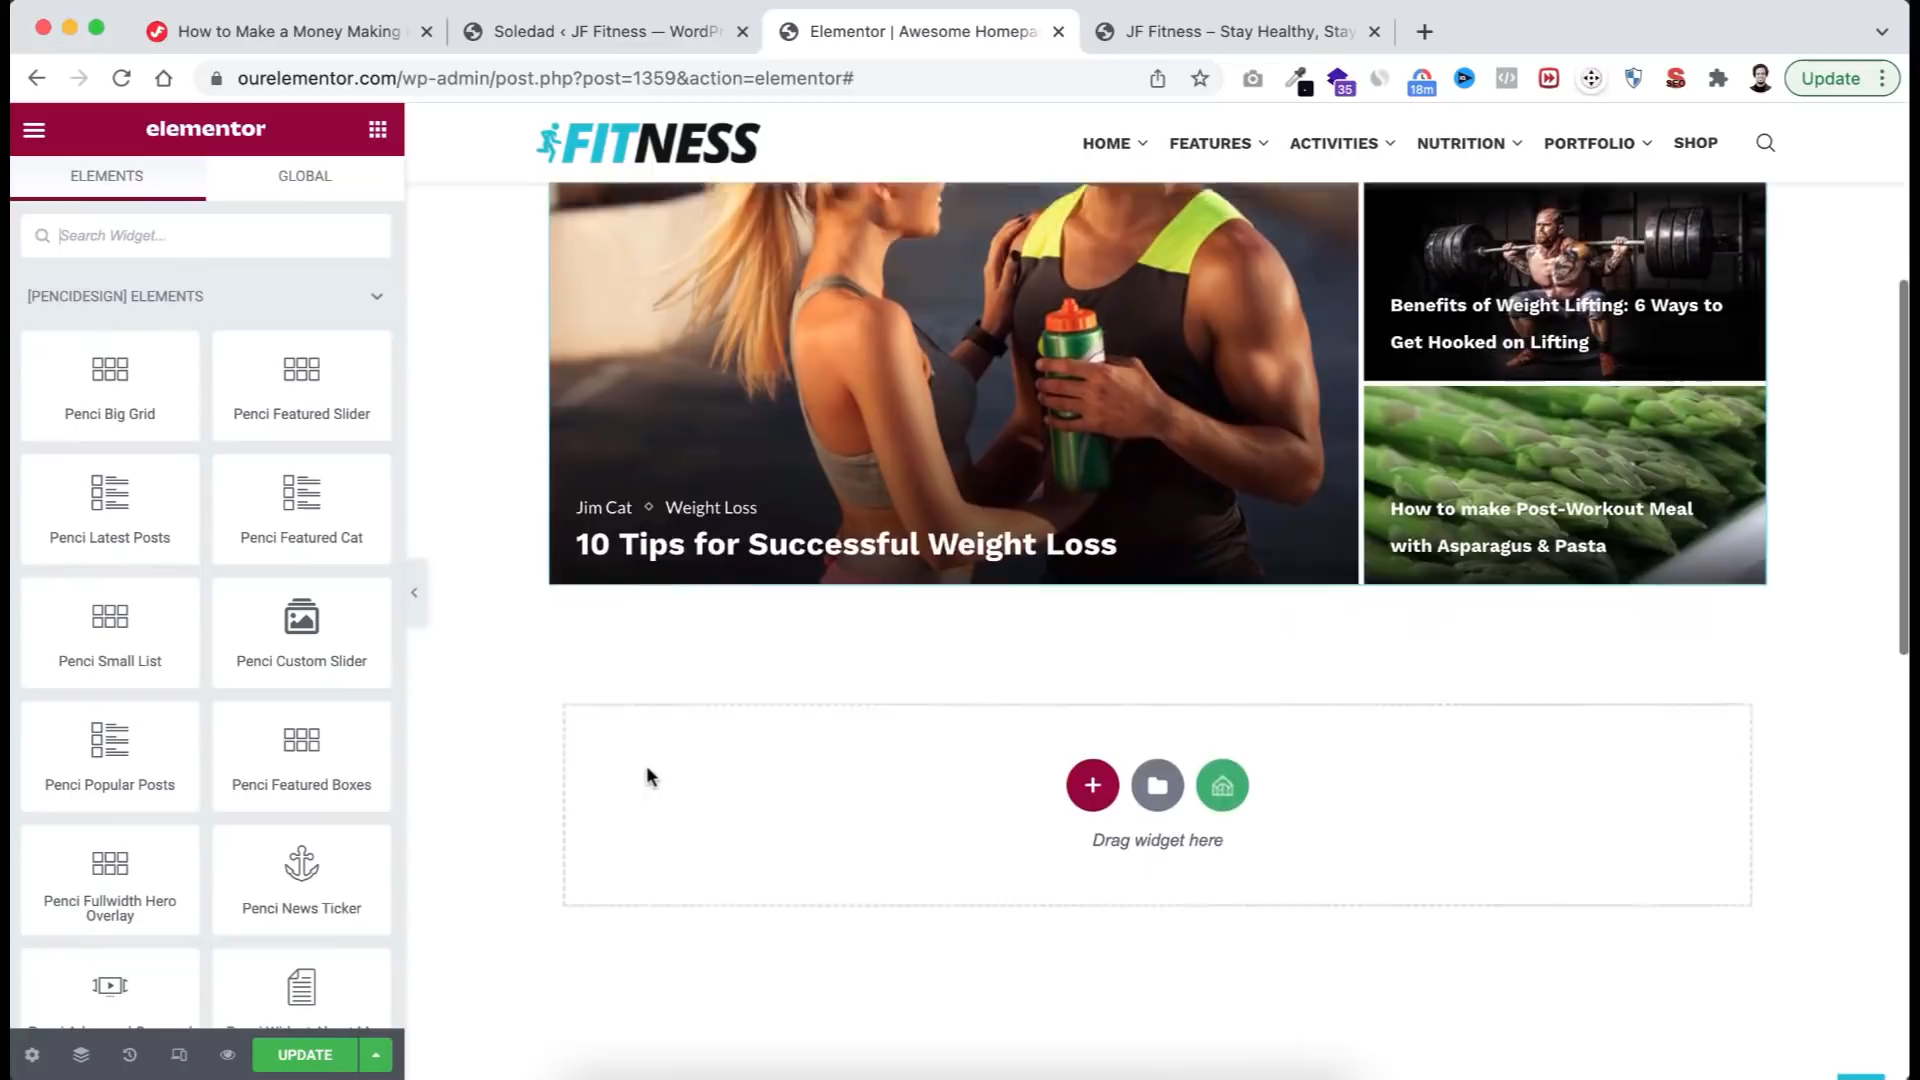 How to Make a Money Making
Soledad ‹ JF Fitness — WordPr
Elementor | Awesome Homepa
JF Fitness – Stay Healthy, Stay
ourelementor.com/wp-admin/post.php?post=1359&action=elementor#
35
18m
SEO
Update
elementor
FITNESS
HOME
FEATURES
ACTIVITIES
NUTRITION
PORTFOLIO
SHOP
ELEMENTS
GLOBAL
Search Widget...
[PENCIDESIGN] ELEMENTS
Penci Big Grid
Penci Featured Slider
Penci Latest Posts
Penci Featured Cat
Penci Small List
Penci Custom Slider
Penci Popular Posts
Penci Featured Boxes
Penci Fullwidth Hero
Overlay
Penci News Ticker
UPDATE
Benefits of Weight Lifting: 6 Ways to
Get Hooked on Lifting
How to make Post-Workout Meal
with Asparagus & Pasta
Jim Cat ◇ Weight Loss
10 Tips for Successful Weight Loss
Drag widget here